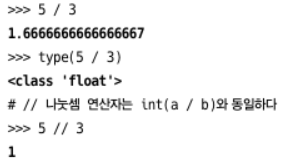 >>> 5 / 3
1.6666666666666667
>>> type(5 / 3)
<class 'float'>
# // 나눗셈 연산자는 int(a / b)와 동일하다
>>> 5 // 3
1